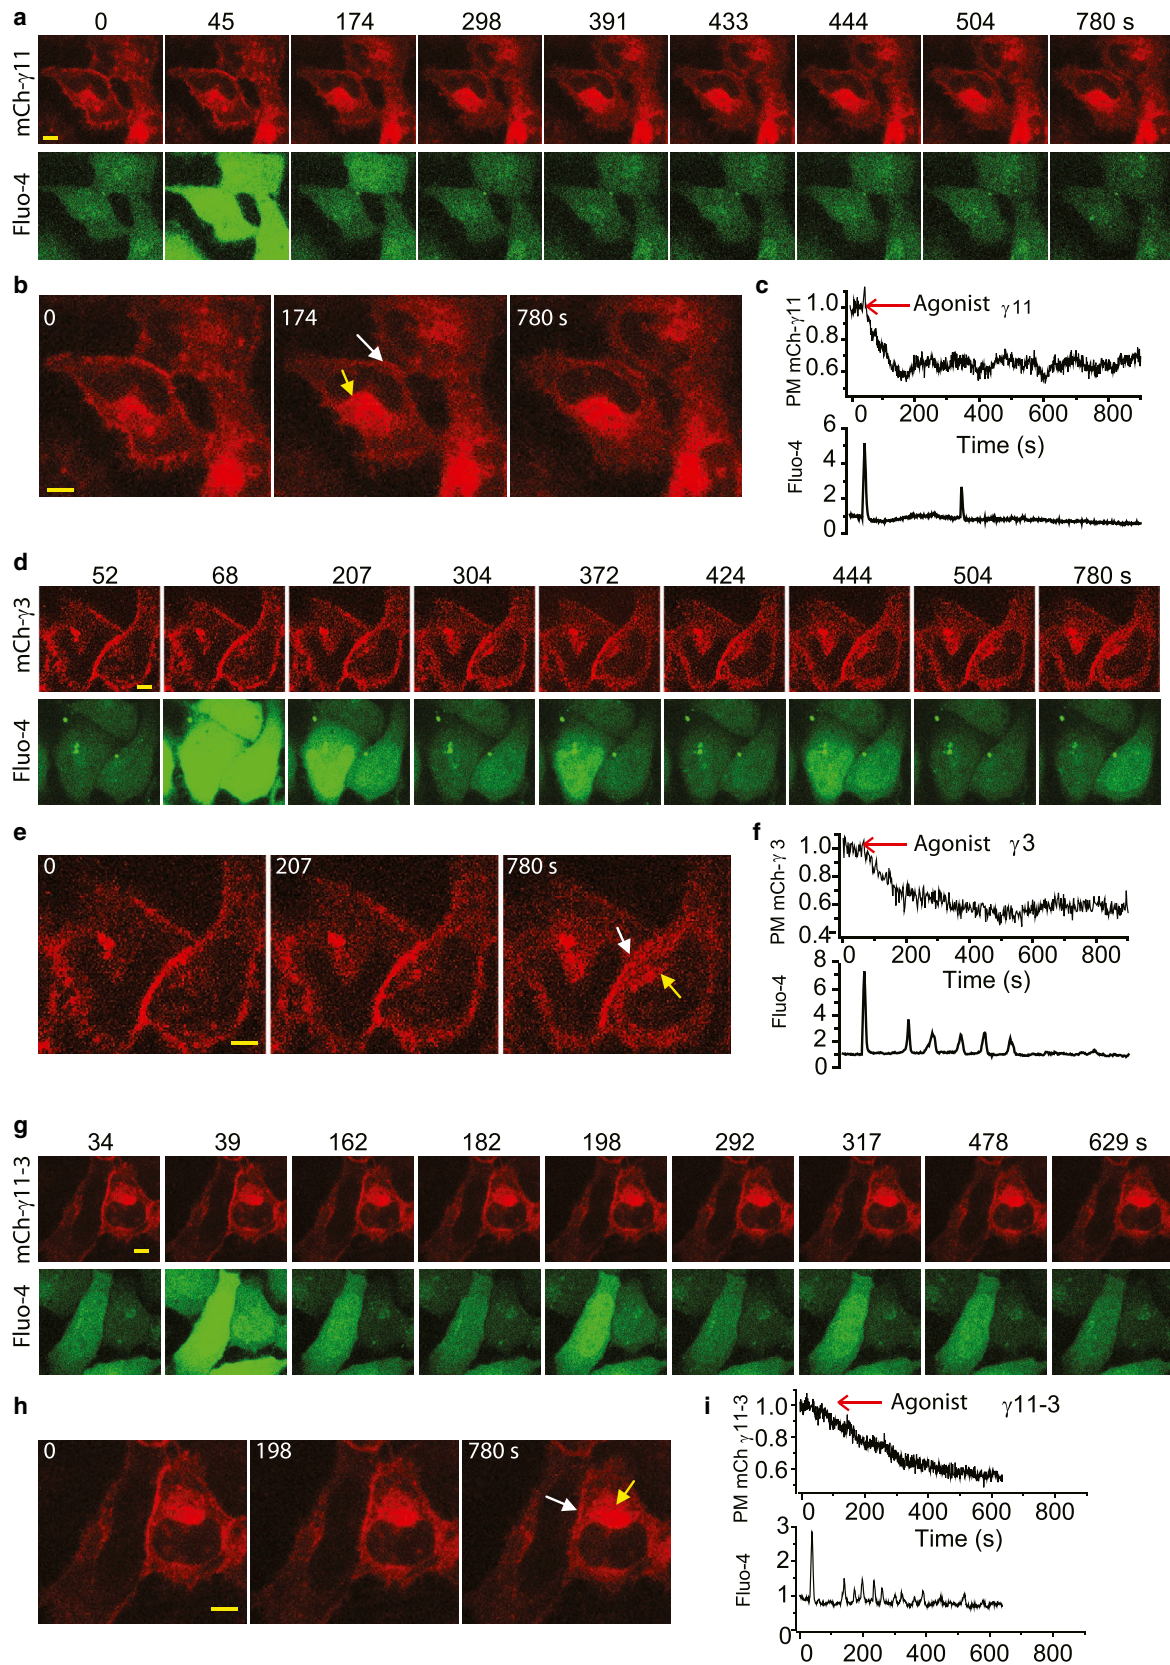 a
0 45 174 298 391 433 444 504 780 s
mCh-γ11
Fluo-4
b
0
174
780 s
c
PM mCh-γ11
1.0
0.8
0.6
Agonist γ11
0 200 400 600 800
Time (s)
Fluo-4
6
4
2
0
d
52 68 207 304 372 424 444 504 780 s
mCh-γ3
Fluo-4
e
0
207
780 s
f
PM mCh-γ 3
1.0
0.8
0.6
0.4
Agonist γ3
0 200 400 600 800
Time (s)
Fluo-4
8
6
4
2
0
g
34 39 162 182 198 292 317 478 629 s
mCh-γ11-3
Fluo-4
h
0
198
780 s
i
PM mCh γ11-3
1.0
0.8
0.6
Agonist γ11-3
0 200 400 600 800
Time (s)
Fluo-4
3
2
1
0
0 200 400 600 800